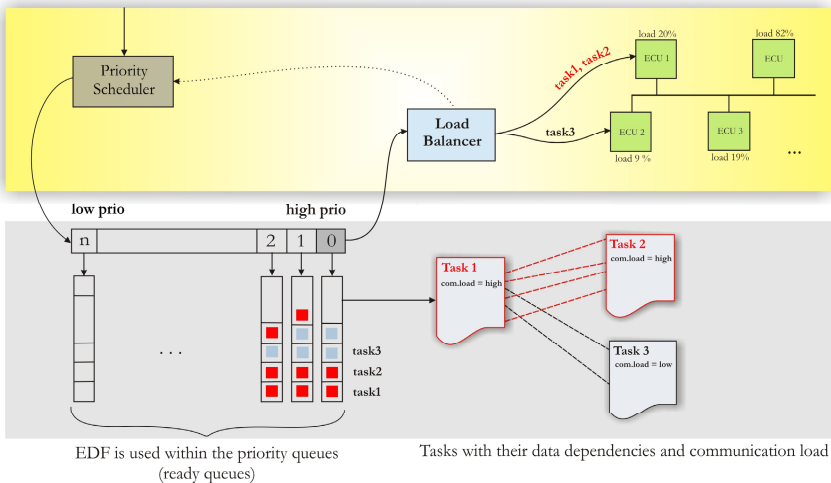 Priority
Scheduler
task1, task2
task3
Load
Balancer
load 20%
ECU 1
load 82%
ECU
ECU 2
load 9 %
ECU 3
load 19%
...
low prio
high prio
n
2
1
0
. . .
task3
task2
task1
Task 1
com.load = high
Task 2
com.load = high
Task 3
com.load = low
EDF is used within the priority queues
(ready queues)
Tasks with their data dependencies and communication load